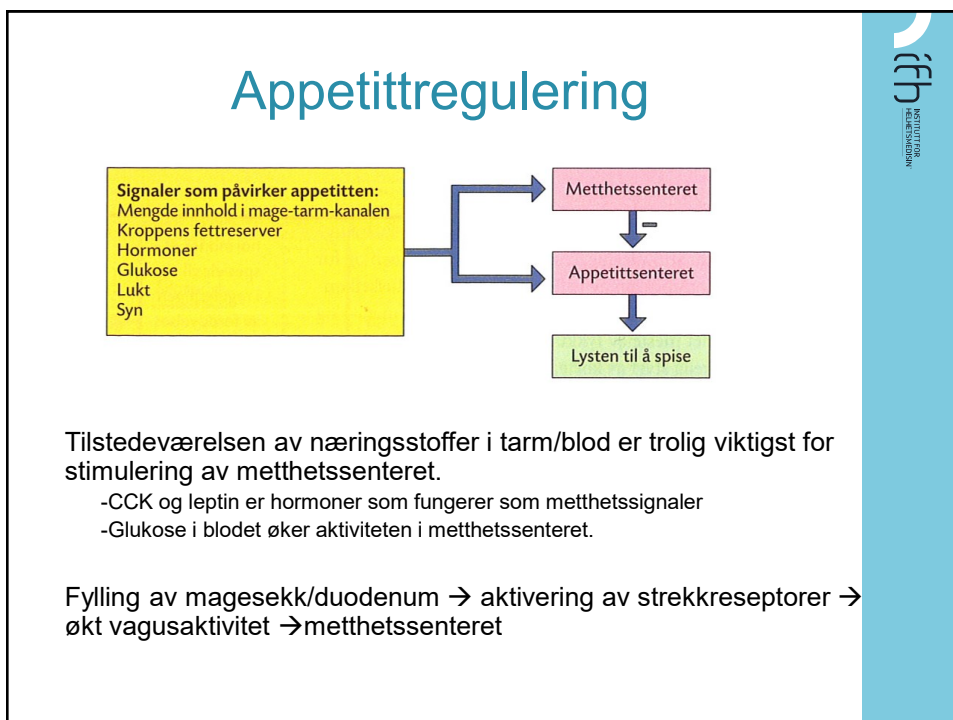 Appetittregulering
ifh
INSTITUTT FOR
HELHETSMEDISIN
Signaler som påvirker appetitten:
Mengde innhold i mage-tarm-kanalen
Kroppens fettreserver
Hormoner
Glukose
Lukt
Syn
Metthetssenteret
–
Appetittsenteret
Lysten til å spise
Tilstedeværelsen av næringsstoffer i tarm/blod er trolig viktigst for
stimulering av metthetssenteret.
-CCK og leptin er hormoner som fungerer som metthetssignaler
-Glukose i blodet øker aktiviteten i metthetssenteret.
Fylling av magesekk/duodenum → aktivering av strekkreseptorer →
økt vagusaktivitet →metthetssenteret